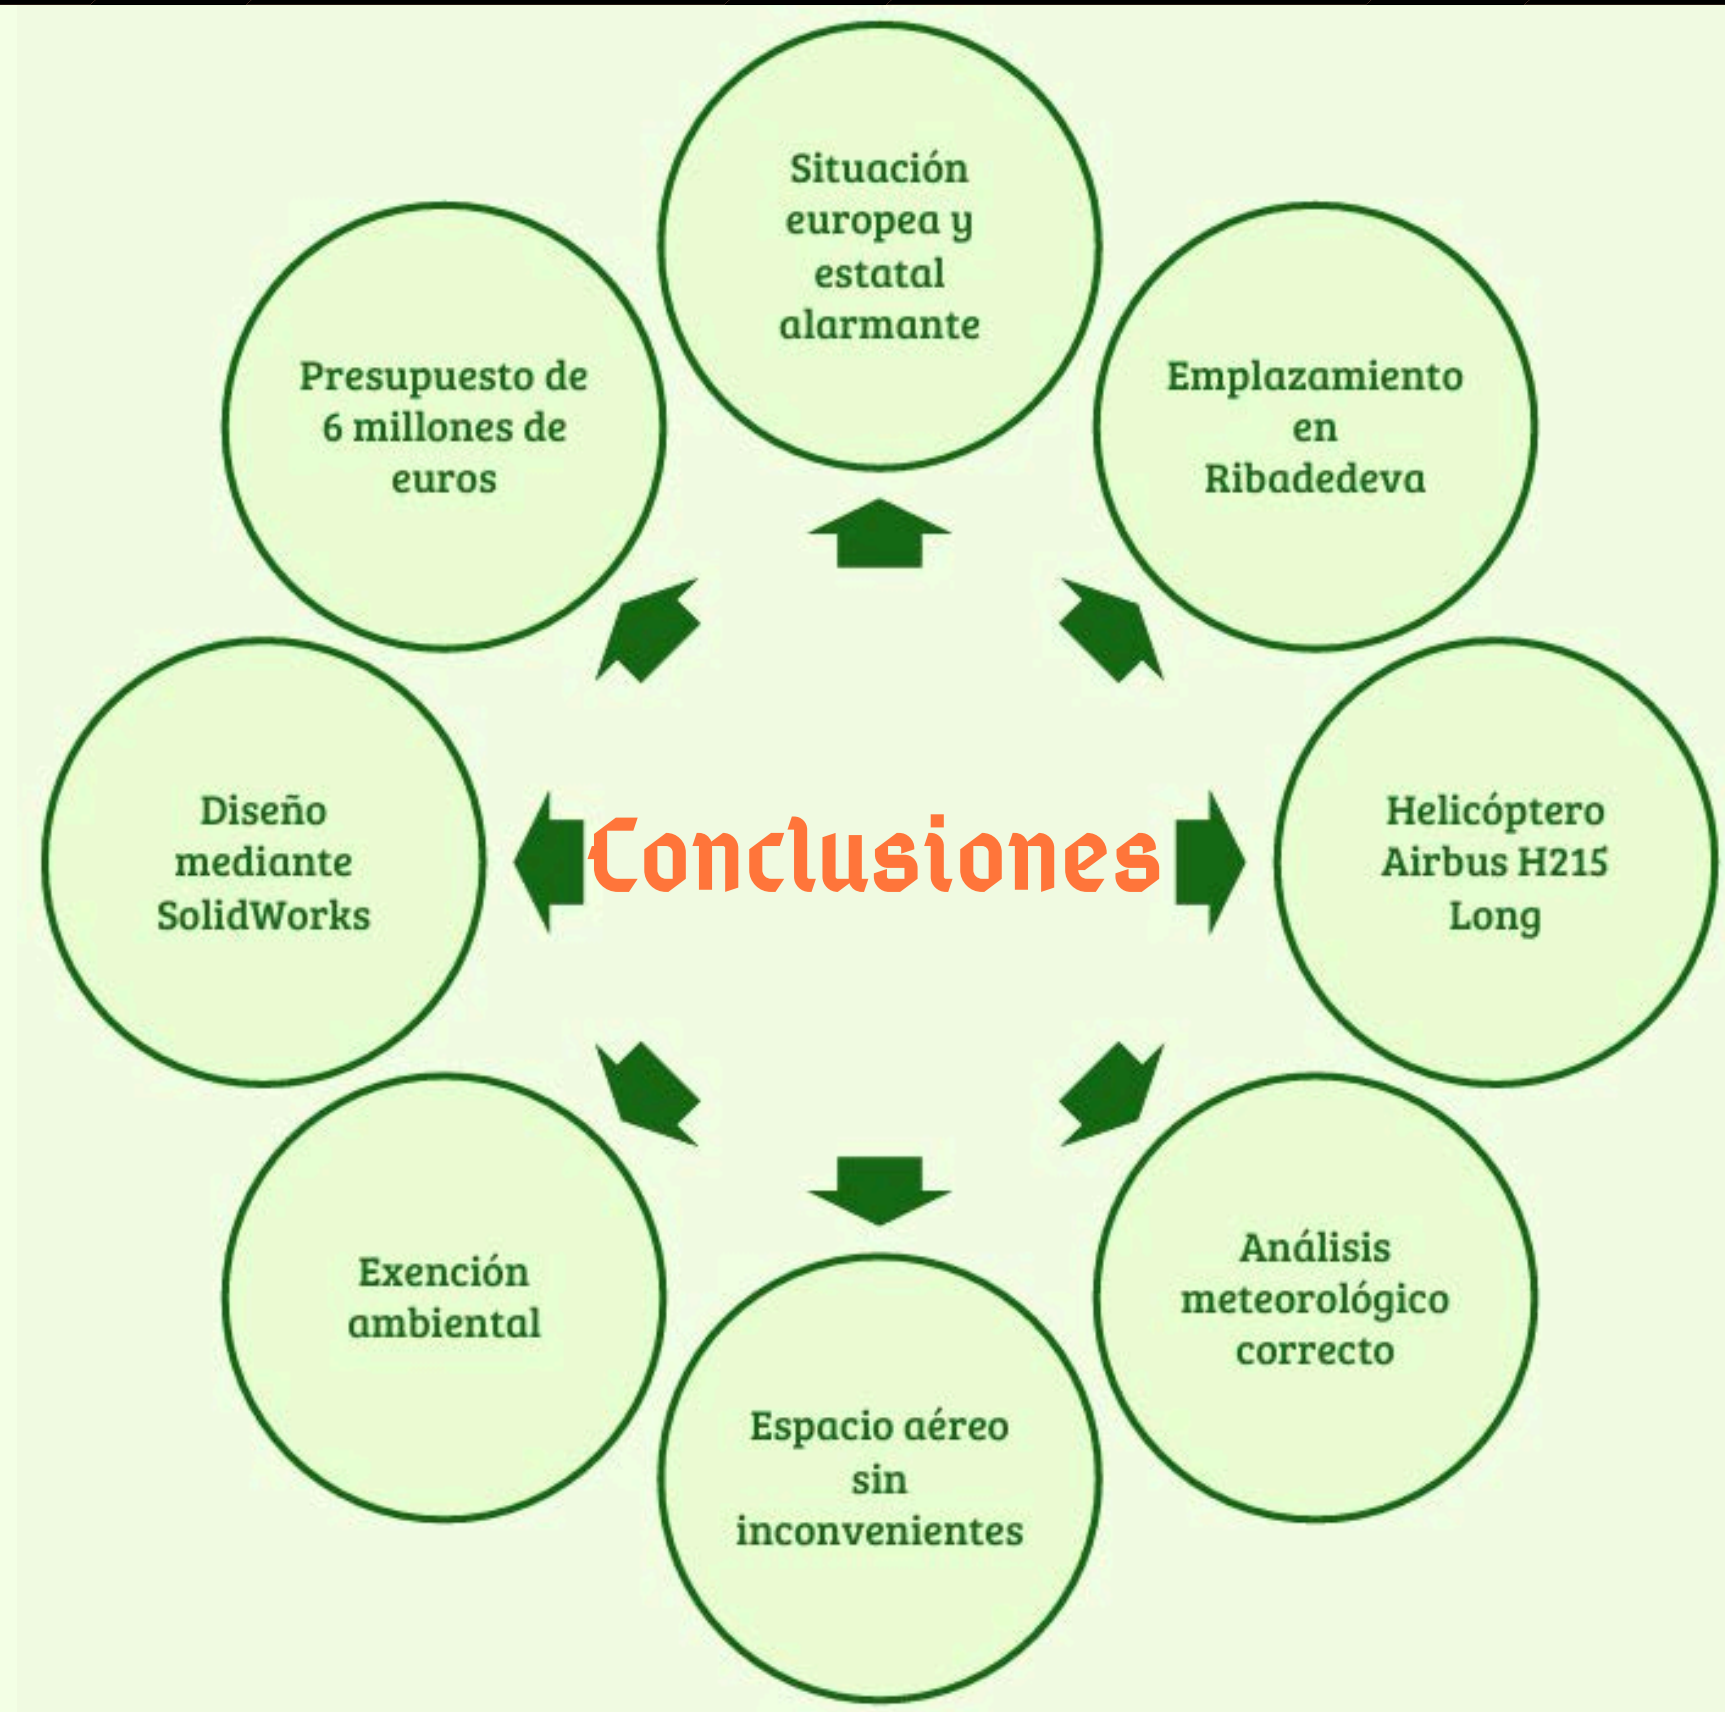 Situación
europea y
estatal
alarmante
Emplazamiento
en
Ribadedeva
Helicóptero
Airbus H215
Long
Análisis
meteorológico
correcto
Espacio aéreo
sin
inconvenientes
Exención
ambiental
Diseño
mediante
SolidWorks
Presupuesto de
6 millones de
euros
Conclusiones